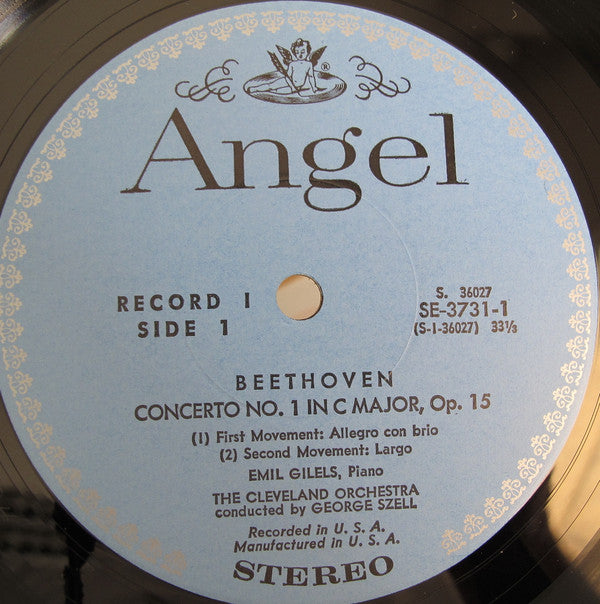 ®
Angel
RECORD 1
SIDE 1
S. 36027
SE-3731-1
(S-1-36027) 33⅓
BEETHOVEN
CONCERTO NO. 1 IN C MAJOR, Op. 15
(1) First Movement: Allegro con brio
(2) Second Movement: Largo
EMIL GILELS, Piano
THE CLEVELAND ORCHESTRA
conducted by GEORGE SZELL
Recorded in U. S. A.
Manufactured in U. S. A.
STEREO